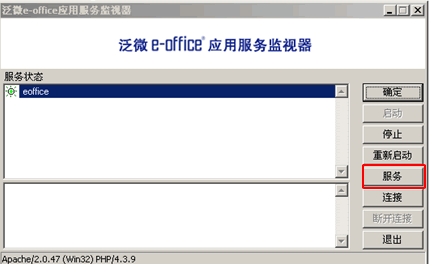 泛微e-office应用服务监视器
泛微 e-office® 应用服务监视器
服务状态
eoffice
确定
启动
停止
重新启动
服务
连接
断开连接
退出
Apache/2.0.47 (Win32) PHP/4.3.9